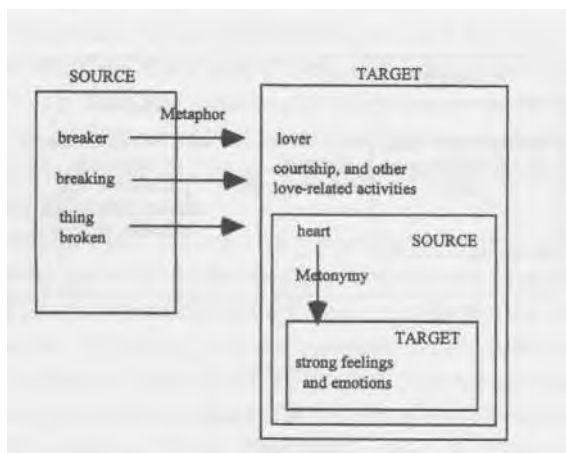 SOURCE
TARGET
Metaphor
breaker
lover
breaking
courtship, and other
love-related activities
thing
broken
heart
SOURCE
Metonymy
TARGET
strong feelings
and emotions